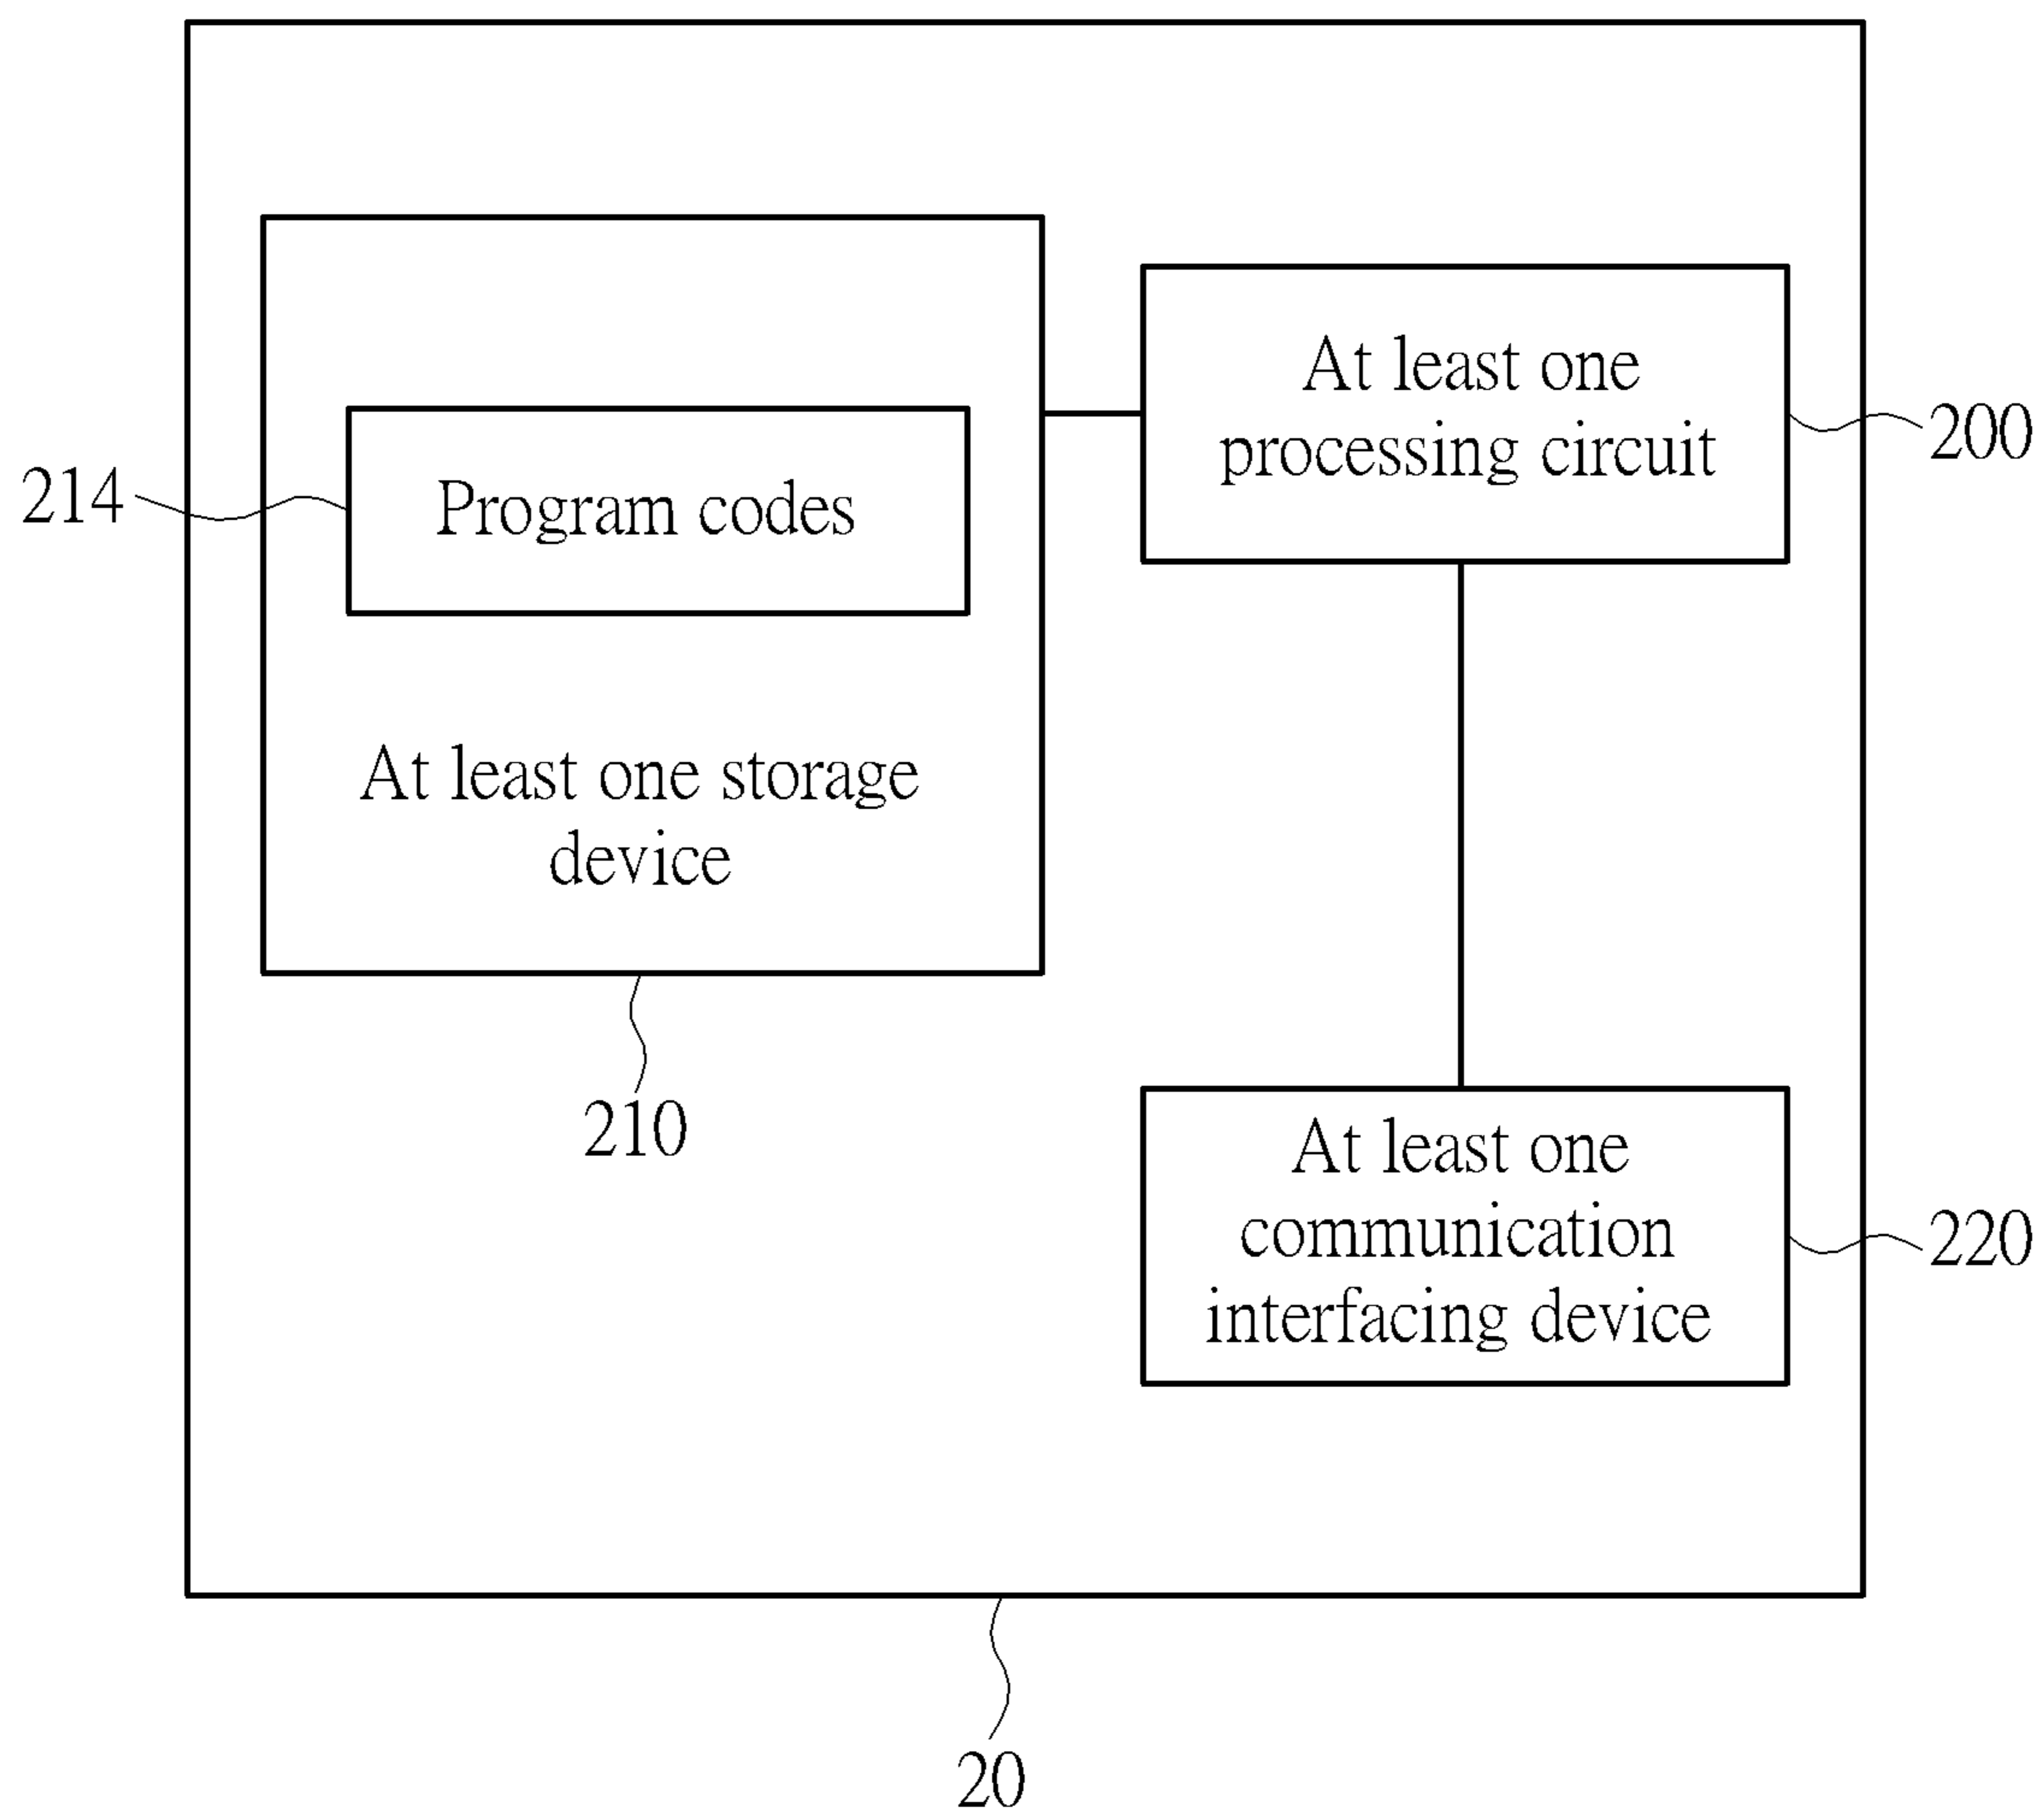 At least one
processing circuit
200
214
Program codes
At least one storage
device
210
At least one
communication
interfacing device
220
20